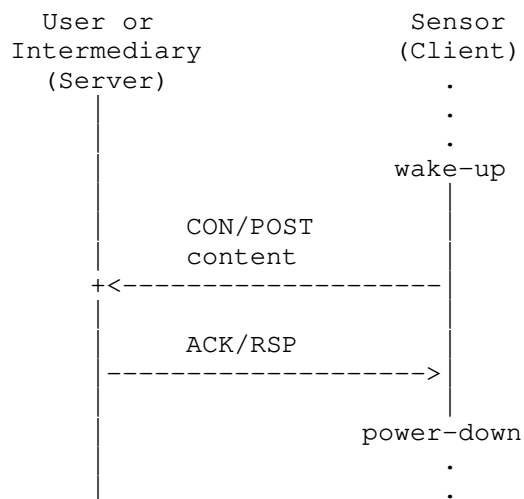 User or Sensor
Intermediary (Client)
(Server) .
.
.
wake-up
CON/POST
content
+<---------------------
ACK/RSP
-------------------->
power-down
.
.